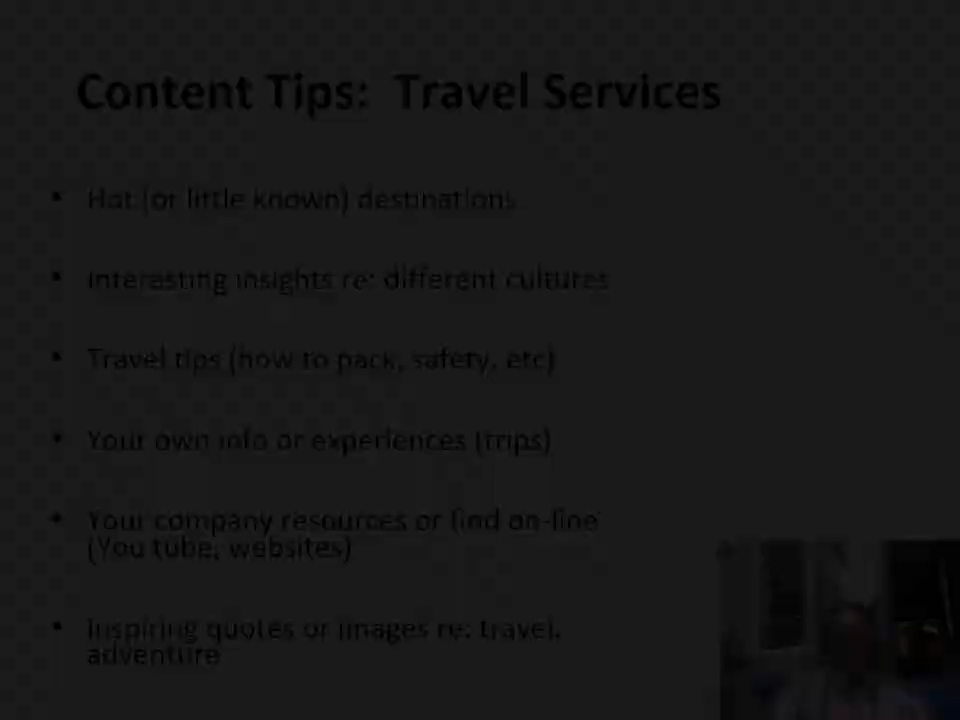 Content Tips: Travel Services
• Hot (or little known) destinations
• Interesting insights re: different cultures
• Travel tips (how to pack, safety, etc)
• Your own info or experiences (trips)
• Your company resources or find on-line
(You tube, websites)
• Inspiring quotes or images re: travel,
adventure